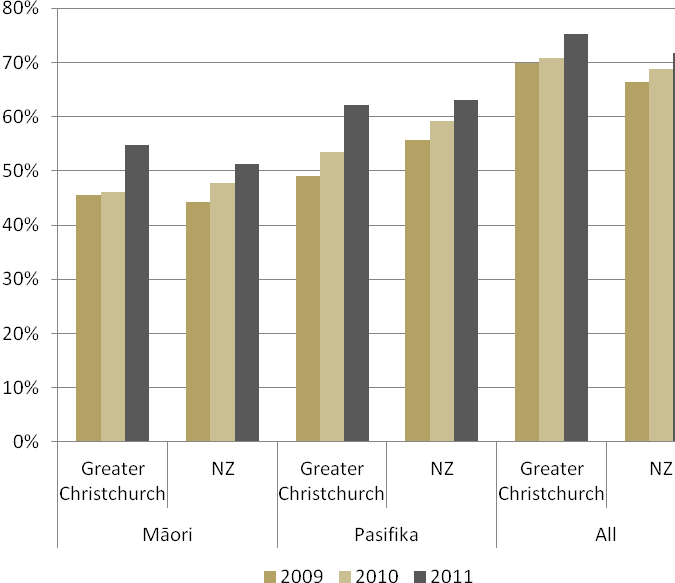 80%
70%
60%
50%
40%
30%
20%
10%
0%
Greater Christchurch
NZ
Greater Christchurch
NZ
Greater Christchurch
NZ
Māori
Pasifika
All
2009 2010 2011